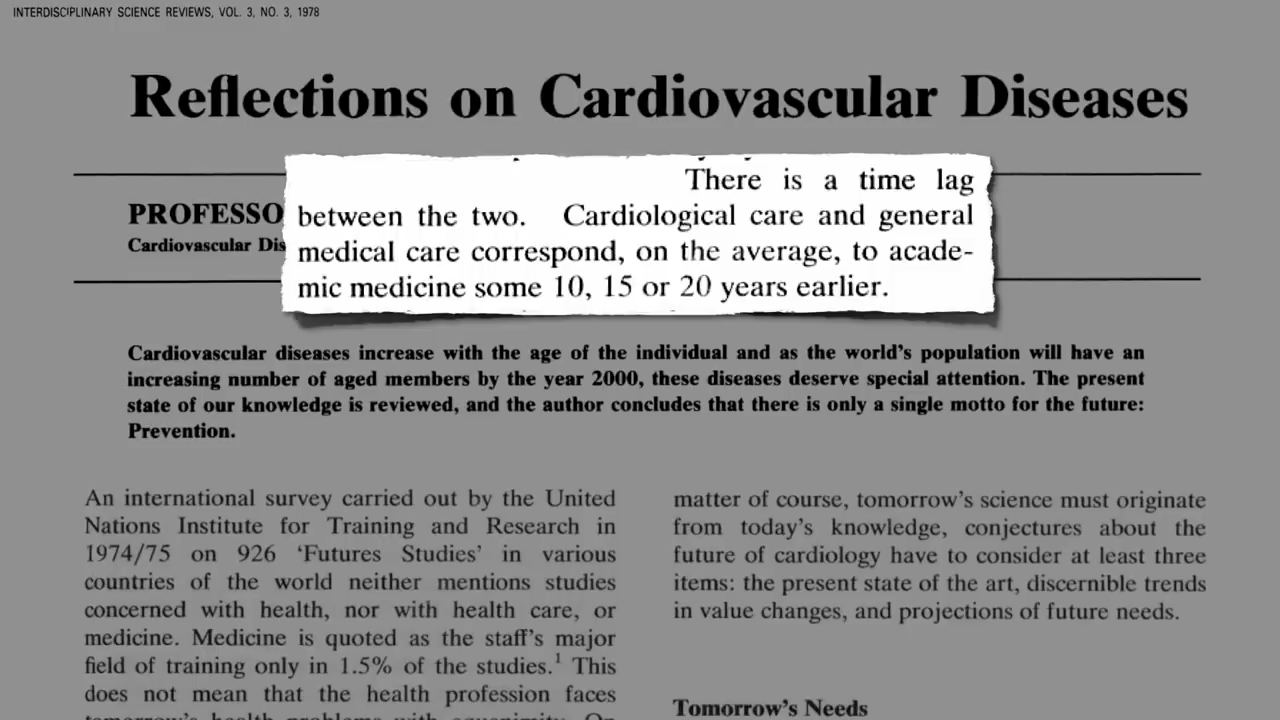 INTERDISCIPLINARY SCIENCE REVIEWS, VOL. 3, NO. 3, 1978
Reflections on Cardiovascular Diseases
PROFESSO
Cardiovascular Dis
There is a time lag
between the two. Cardiological care and general
medical care correspond, on the average, to acade-
mic medicine some 10, 15 or 20 years earlier.
Cardiovascular diseases increase with the age of the individual and as the world's population will have an
increasing number of aged members by the year 2000, these diseases deserve special attention. The present
state of our knowledge is reviewed, and the author concludes that there is only a single motto for the future:
Prevention.
An international survey carried out by the United
Nations Institute for Training and Research in
1974/75 on 926 ‘Futures Studies’ in various
countries of the world neither mentions studies
concerned with health, nor with health care, or
medicine. Medicine is quoted as the staff's major
field of training only in 1.5% of the studies.¹ This
does not mean that the health profession faces
tomorrow's health problems with equanimity. On
matter of course, tomorrow's science must originate
from today's knowledge, conjectures about the
future of cardiology have to consider at least three
items: the present state of the art, discernible trends
in value changes, and projections of future needs.
Tomorrow's Needs